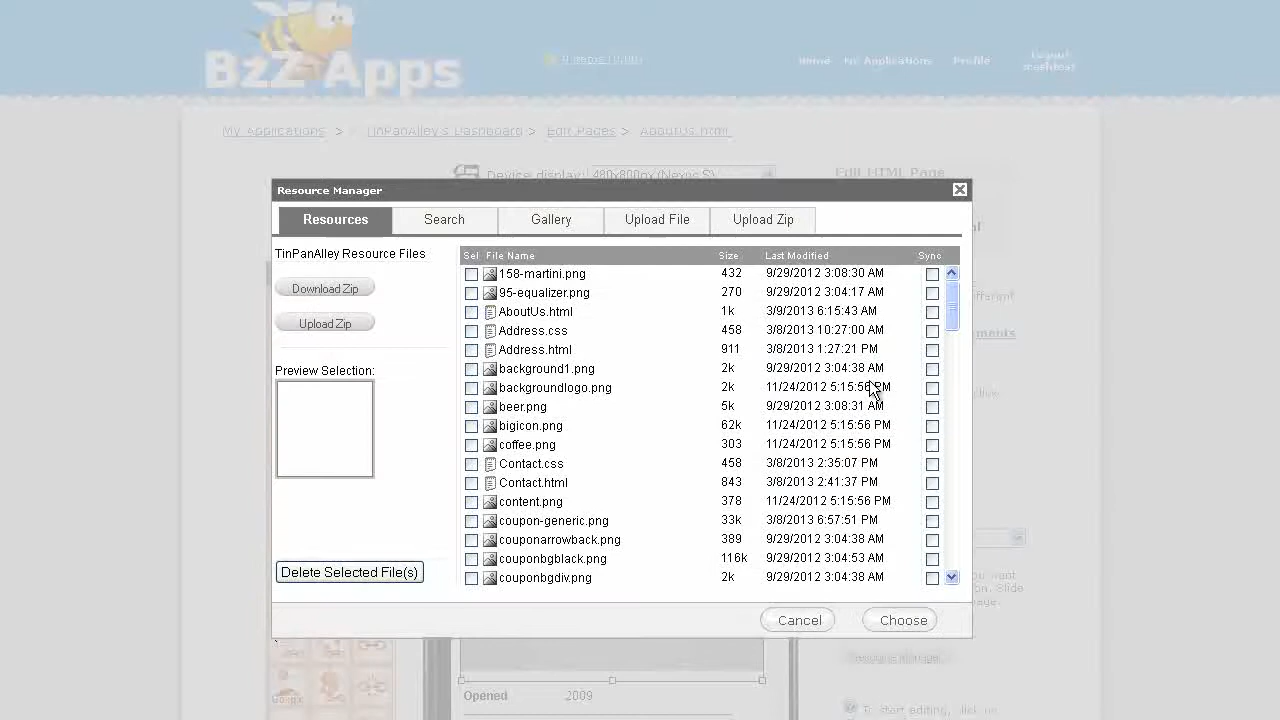 BzZ Apps
Home My Applications Profile Logout
My Applications > TinPanAlley's Dashboard > Edit Pages > AboutUs.html
Device display: 480x800px (Nexus S)
Edit HTML Page
Resource Manager
Resources Search Gallery Upload File Upload Zip
TinPanAlley Resource Files
Download Zip
Upload Zip
Preview Selection:
Delete Selected File(s)
Sel File Name Size Last Modified Sync
158-martini.png 432 9/29/2012 3:08:30 AM
95-equalizer.png 270 9/29/2012 3:04:17 AM
AboutUs.html 1k 3/9/2013 6:15:43 AM
Address.css 458 3/8/2013 10:27:00 AM
Address.html 911 3/8/2013 1:27:21 PM
background1.png 2k 9/29/2012 3:04:38 AM
backgroundlogo.png 2k 11/24/2012 5:15:56 PM
beer.png 5k 9/29/2012 3:08:31 AM
bigicon.png 62k 11/24/2012 5:15:56 PM
coffee.png 303 11/24/2012 5:15:56 PM
Contact.css 458 3/8/2013 2:35:07 PM
Contact.html 843 3/8/2013 2:41:37 PM
content.png 378 11/24/2012 5:15:56 PM
coupon-generic.png 33k 3/8/2013 6:57:51 PM
couponarrowback.png 389 9/29/2012 3:04:38 AM
couponbgblack.png 116k 9/29/2012 3:04:53 AM
couponbgdiv.png 2k 9/29/2012 3:04:38 AM
Cancel Choose
Resource Manager
Opened 2009
To start editing, click on